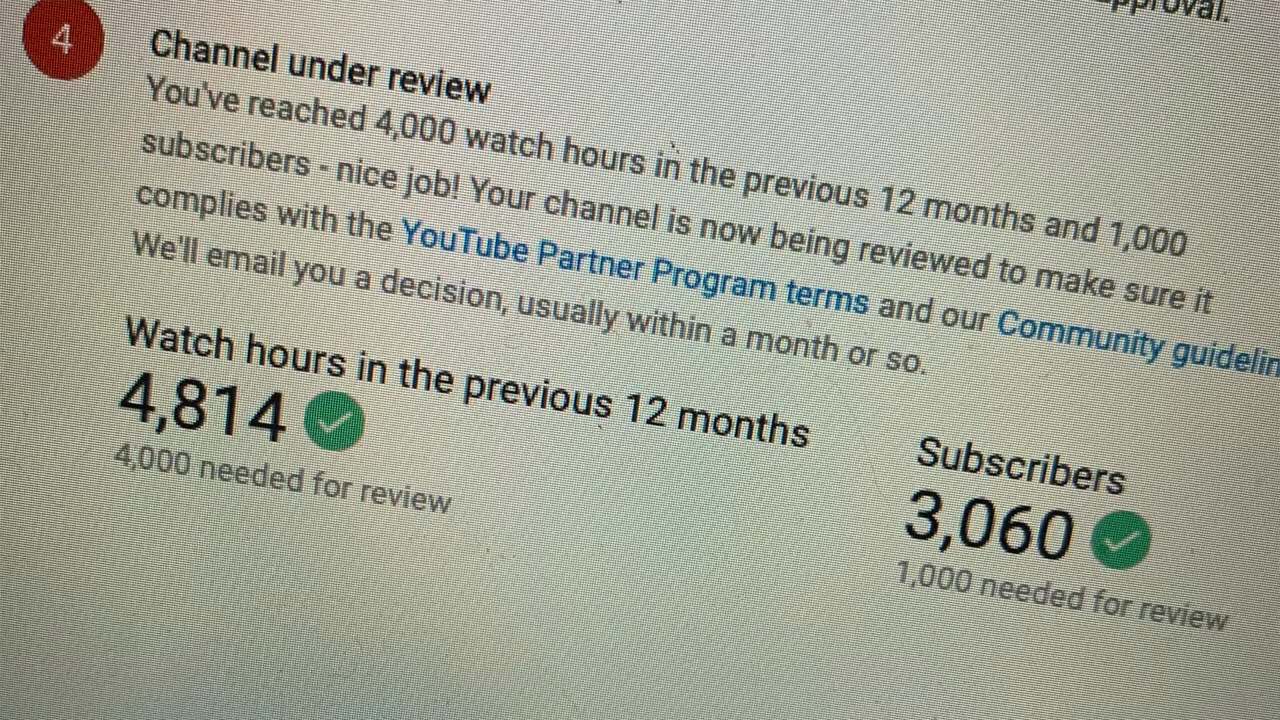 approval.
4
Channel under review
You've reached 4,000 watch hours in the previous 12 months and 1,000
subscribers - nice job! Your channel is now being reviewed to make sure it
complies with the YouTube Partner Program terms and our Community guidelin
We'll email you a decision, usually within a month or so.
Watch hours in the previous 12 months
4,814
4,000 needed for review
Subscribers
3,060
1,000 needed for review